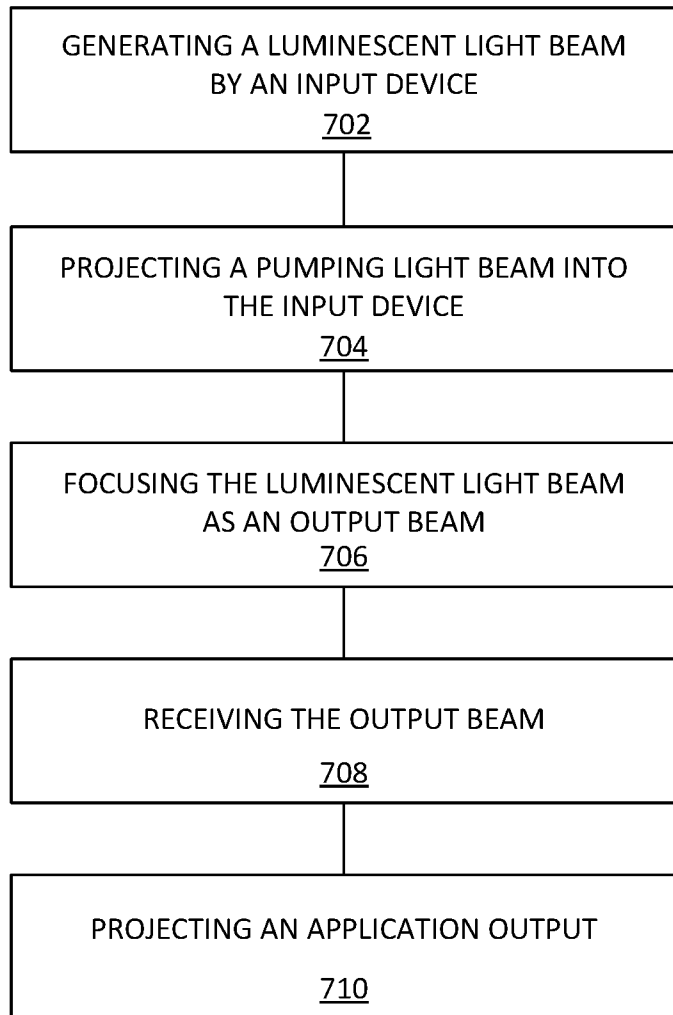 GENERATING A LUMINESCENT LIGHT BEAM
BY AN INPUT DEVICE
702
PROJECTING A PUMPING LIGHT BEAM INTO
THE INPUT DEVICE
704
FOCUSING THE LUMINESCENT LIGHT BEAM
AS AN OUTPUT BEAM
706
RECEIVING THE OUTPUT BEAM
708
PROJECTING AN APPLICATION OUTPUT
710